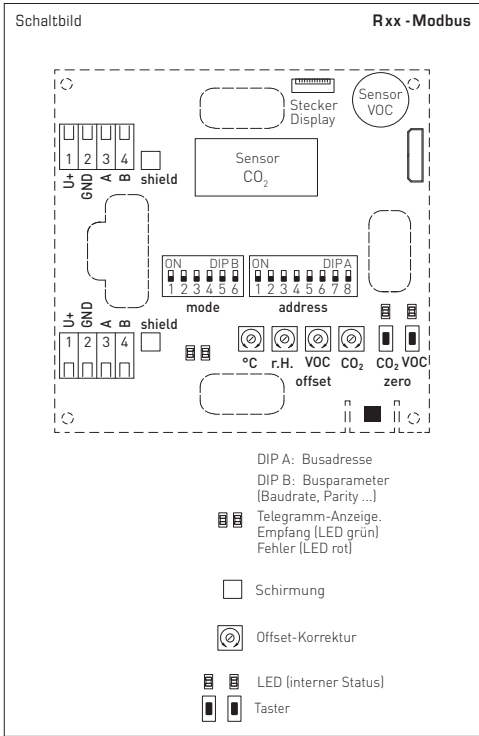 Schaltbild
Rxx - Modbus
Stecker
Display
Sensor
VOC
1 2 3 4
U+ GND A B shield
Sensor
CO₂
ON DIP B
1 2 3 4 5 6
mode
ON DIP A
1 2 3 4 5 6 7 8
address
U+ GND A B shield
1 2 3 4
°C r.H. VOC CO₂ CO₂ VOC
offset zero
DIP A: Busadresse
DIP B: Busparameter
(Baudrate, Parity ...)
Telegramm-Anzeige.
Empfang (LED grün)
Fehler (LED rot)
Schirmung
Offset-Korrektur
LED (interner Status)
Taster